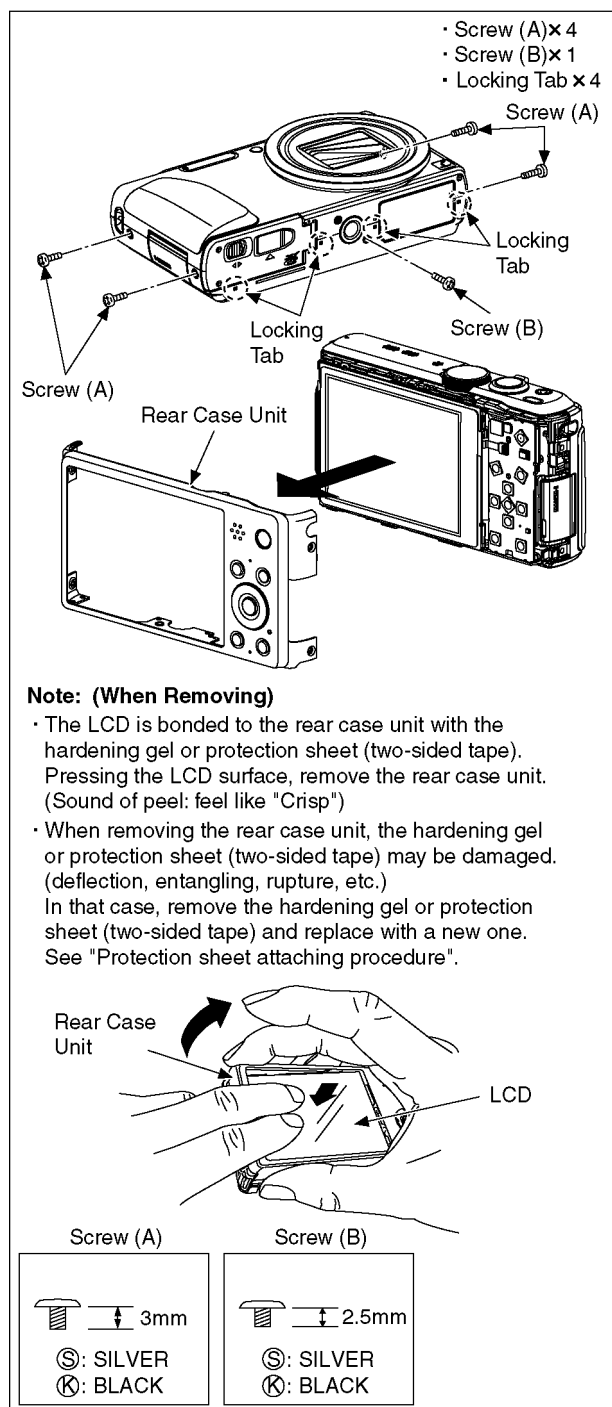 · Screw (A)×4
· Screw (B)×1
· Locking Tab×4
Screw (A)
Locking
Tab
Locking
Tab
Screw (B)
Screw (A)
Rear Case Unit
Note: (When Removing)
· The LCD is bonded to the rear case unit with the
hardening gel or protection sheet (two-sided tape).
Pressing the LCD surface, remove the rear case unit.
(Sound of peel: feel like "Crisp")
· When removing the rear case unit, the hardening gel
or protection sheet (two-sided tape) may be damaged.
(deflection, entangling, rupture, etc.)
In that case, remove the hardening gel or protection
sheet (two-sided tape) and replace with a new one.
See "Protection sheet attaching procedure".
Rear Case
Unit
LCD
Screw (A)
3mm
Ⓢ: SILVER
Ⓚ: BLACK
Screw (B)
2.5mm
Ⓢ: SILVER
Ⓚ: BLACK